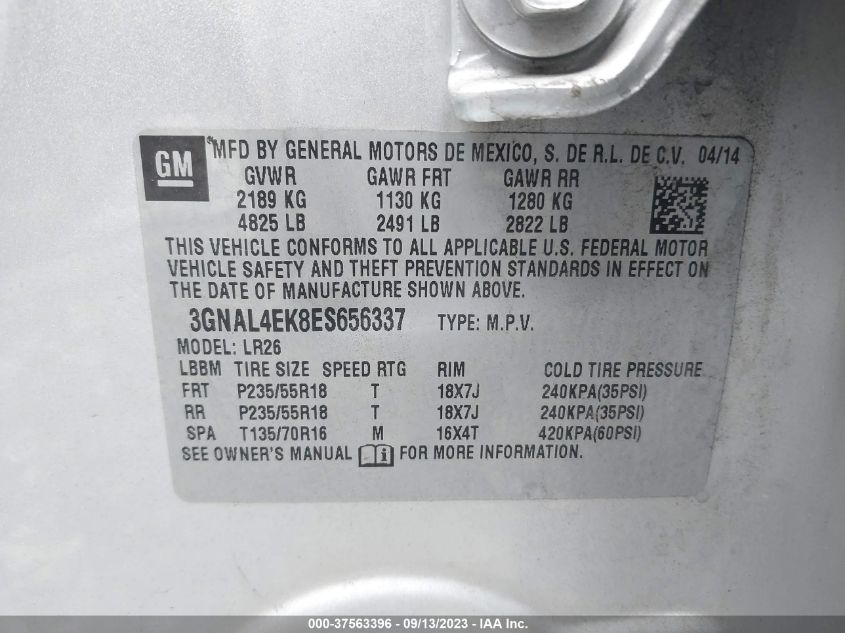 GM
MFD BY GENERAL MOTORS DE MEXICO, S. DE R.L. DE C.V. 04/14
GVWR GAWR FRT GAWR RR
2189 KG 1130 KG 1280 KG
4825 LB 2491 LB 2822 LB
THIS VEHICLE CONFORMS TO ALL APPLICABLE U.S. FEDERAL MOTOR
VEHICLE SAFETY AND THEFT PREVENTION STANDARDS IN EFFECT ON
THE DATE OF MANUFACTURE SHOWN ABOVE.
3GNAL4EK8ES656337 TYPE: M.P.V.
MODEL: LR26
LBBM TIRE SIZE SPEED RTG RIM COLD TIRE PRESSURE
FRT P235/55R18 T 18X7J 240KPA(35PSI)
RR P235/55R18 T 18X7J 240KPA(35PSI)
SPA T135/70R16 M 16X4T 420KPA(60PSI)
SEE OWNER'S MANUAL FOR MORE INFORMATION.
000-37563396 - 09/13/2023 - IAA Inc.